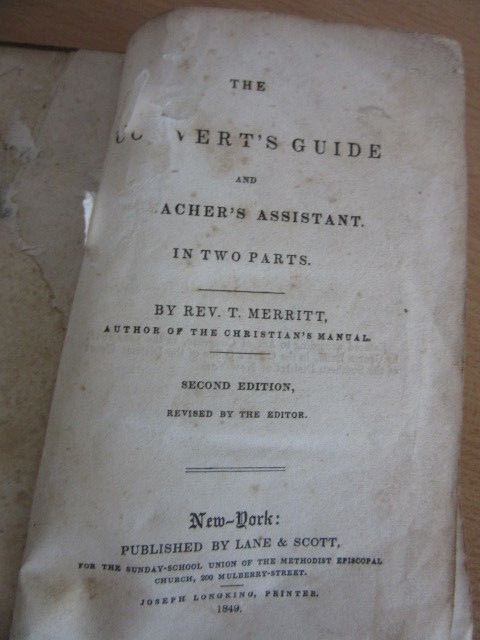 THE
VERT'S GUIDE
AND
ACHER'S ASSISTANT.
IN TWO PARTS.
BY REV. T. MERRITT,
AUTHOR OF THE CHRISTIAN'S MANUAL.
SECOND EDITION,
REVISED BY THE EDITOR.
New-York:
PUBLISHED BY LANE & SCOTT,
FOR THE SUNDAY-SCHOOL UNION OF THE METHODIST EPISCOPAL
CHURCH, 200 MULBERRY-STREET.
JOSEPH LONGKING, PRINTER.
1849.